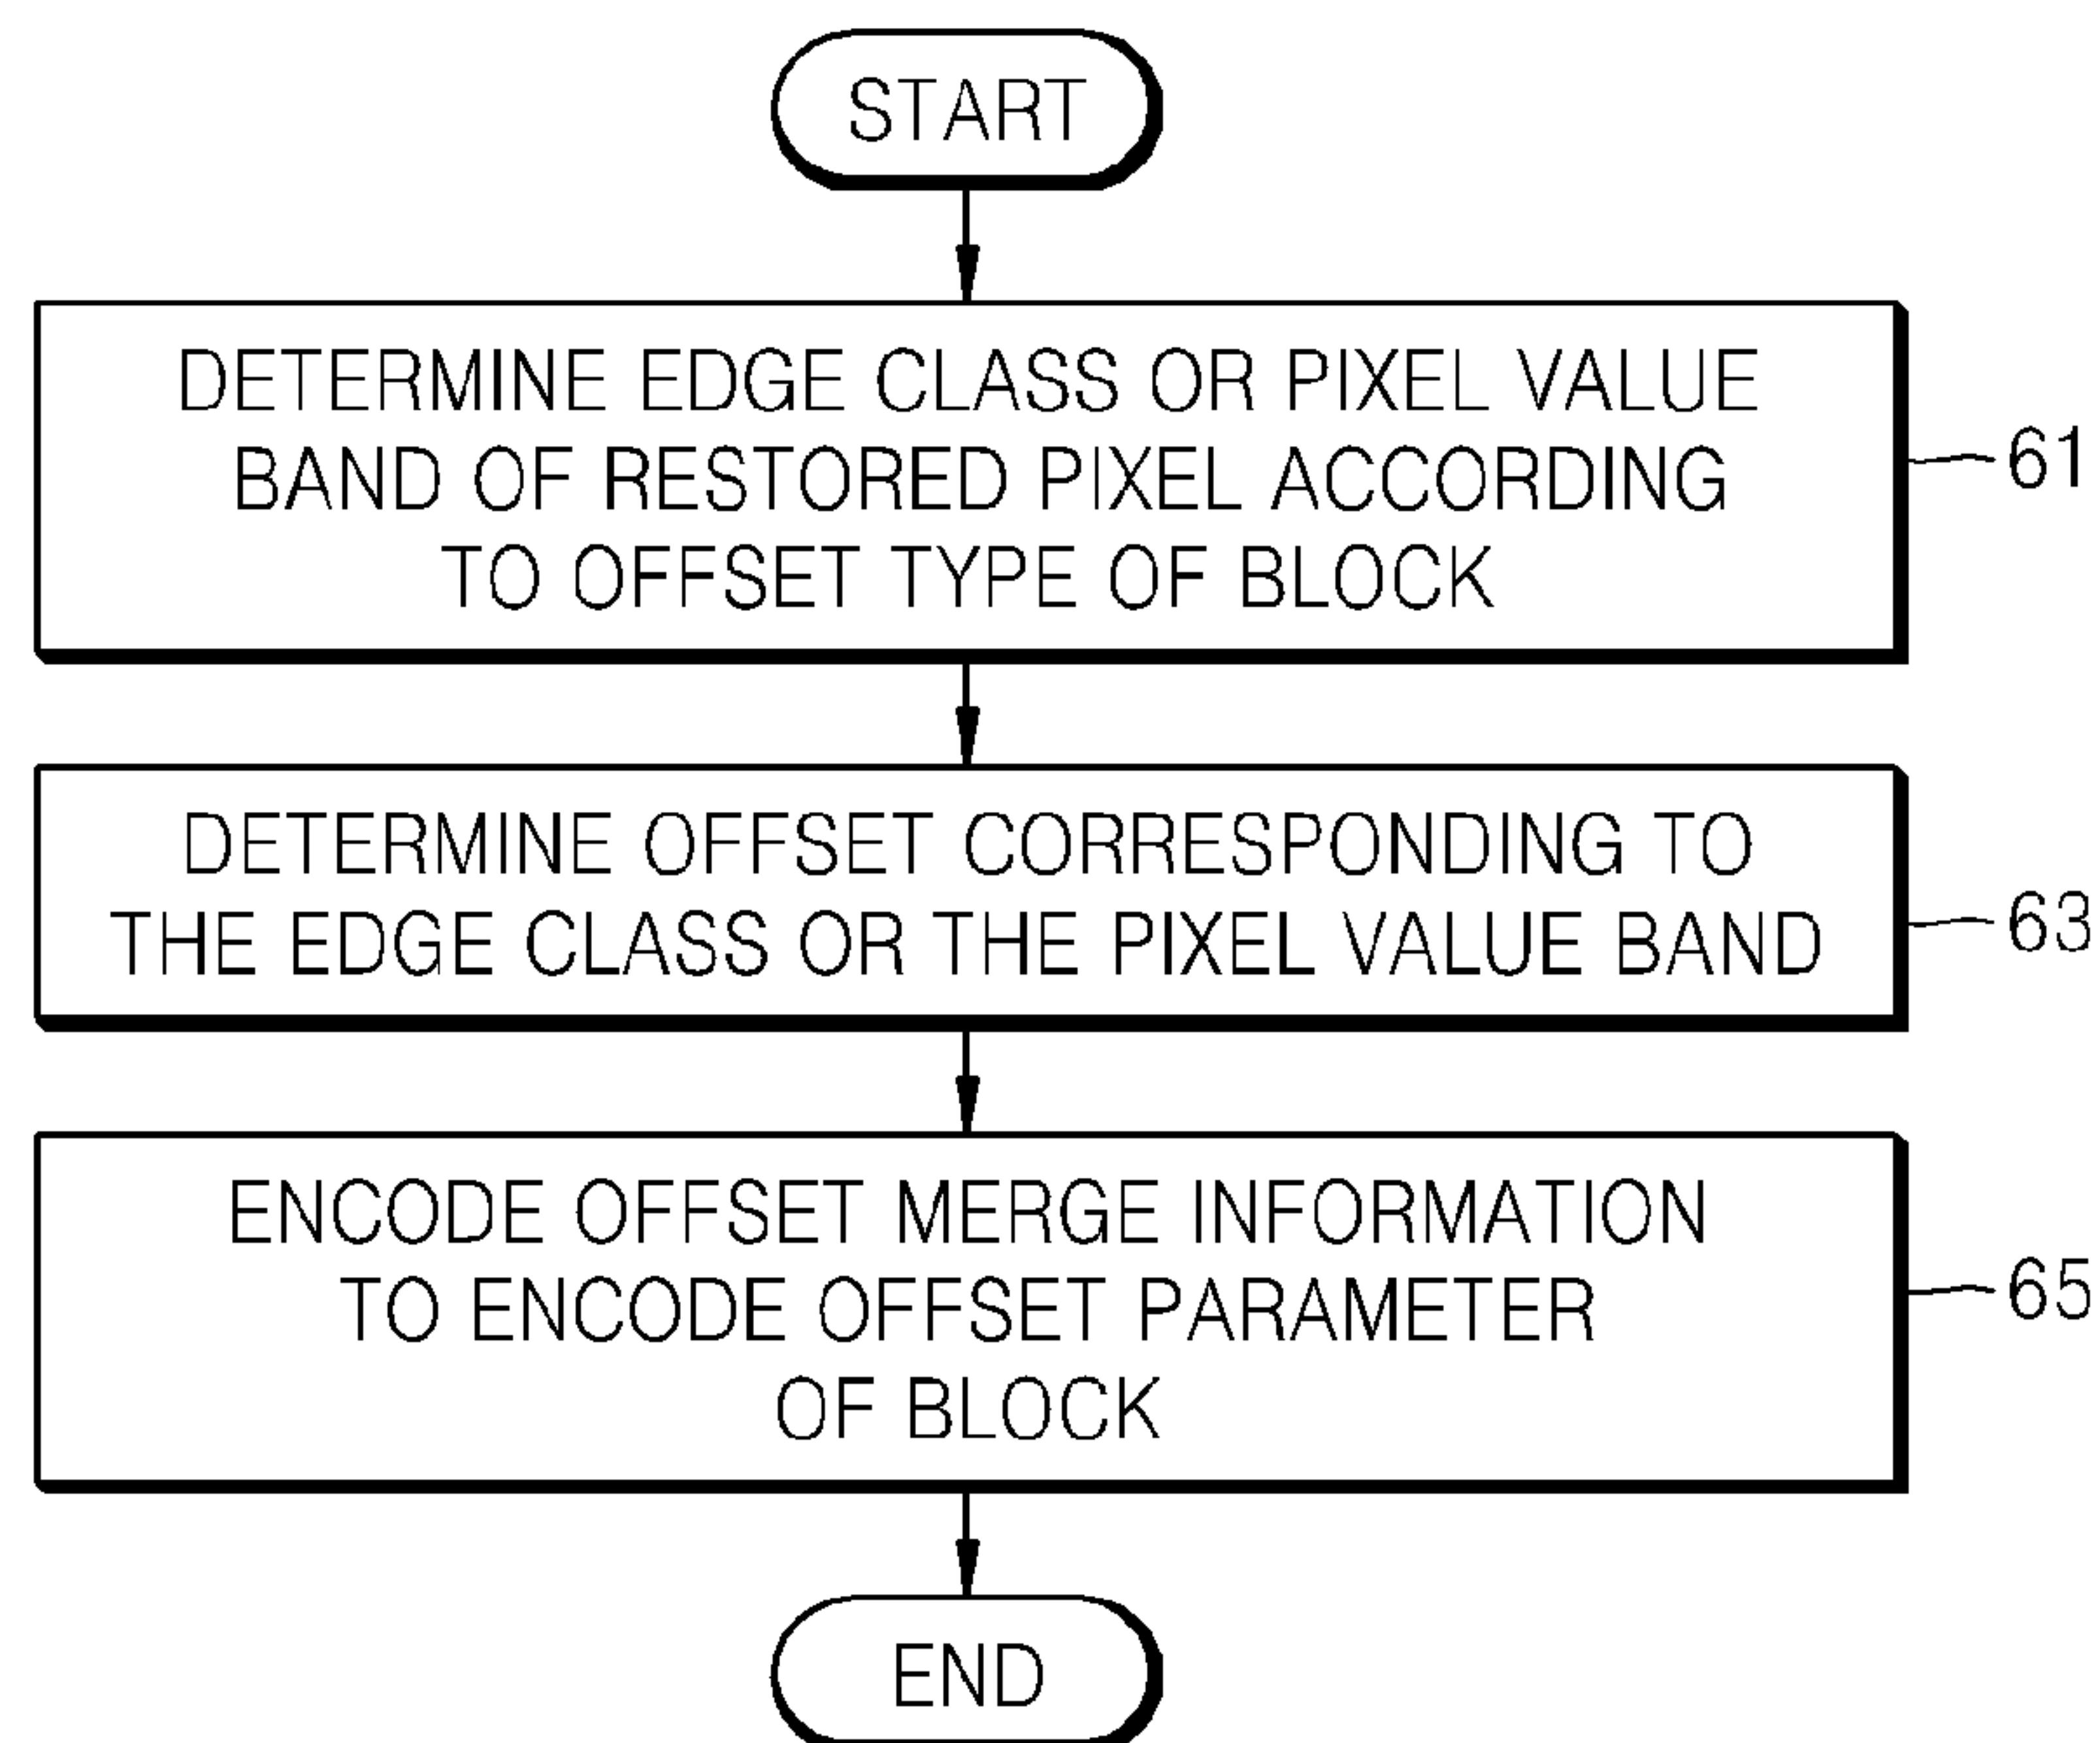 START
DETERMINE EDGE CLASS OR PIXEL VALUE
BAND OF RESTORED PIXEL ACCORDING
TO OFFSET TYPE OF BLOCK
61
DETERMINE OFFSET CORRESPONDING TO
THE EDGE CLASS OR THE PIXEL VALUE BAND
63
ENCODE OFFSET MERGE INFORMATION
TO ENCODE OFFSET PARAMETER
OF BLOCK
65
END